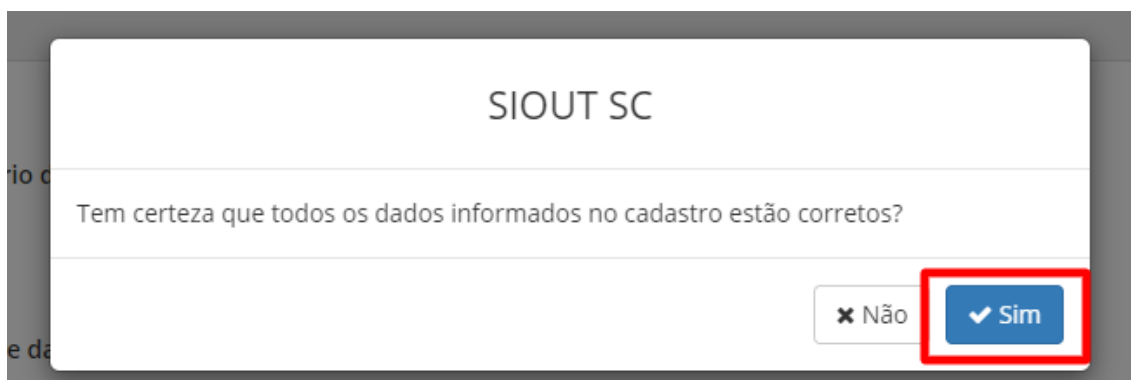 SIOUT SC
Tem certeza que todos os dados informados no cadastro estão corretos?
Não
Sim